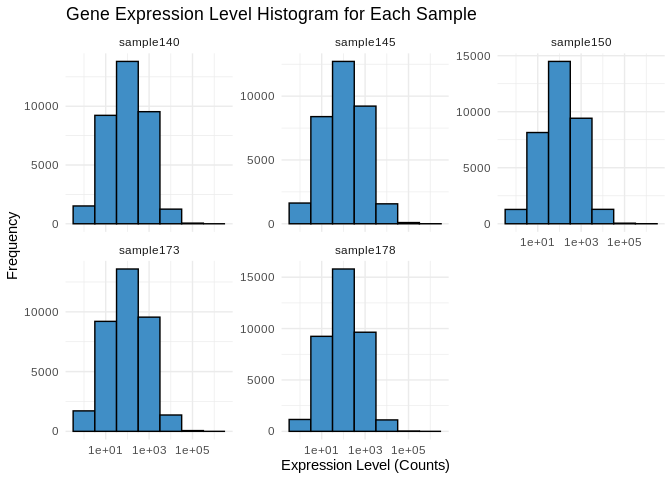 Gene Expression Level Histogram for Each Sample
sample140
sample145
sample150
10000
5000
0
10000
5000
0
15000
10000
5000
0
1e+01 1e+03 1e+05
Frequency
sample173
sample178
10000
5000
0
15000
10000
5000
0
1e+01 1e+03 1e+05
1e+01 1e+03 1e+05
Expression Level (Counts)